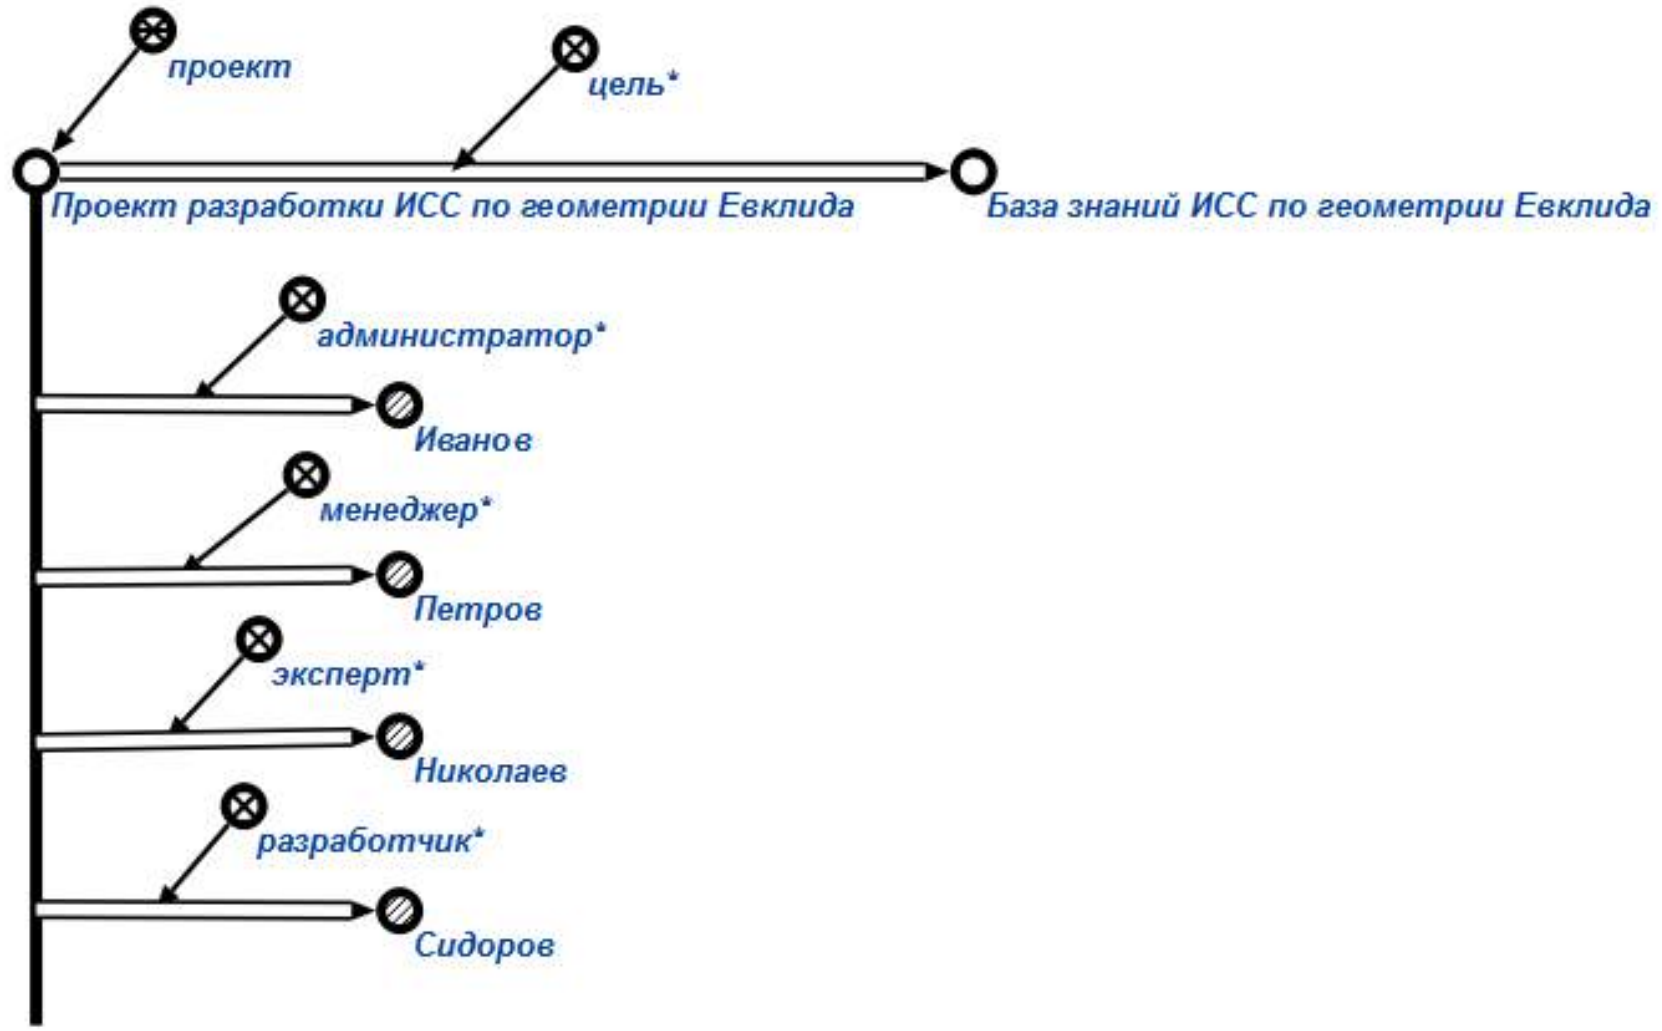 проект
цель*
Проект разработки ИСС по геометрии Евклида
База знаний ИСС по геометрии Евклида
администратор*
Иванов
менеджер*
Петров
эксперт*
Николаев
разработчик*
Сидоров